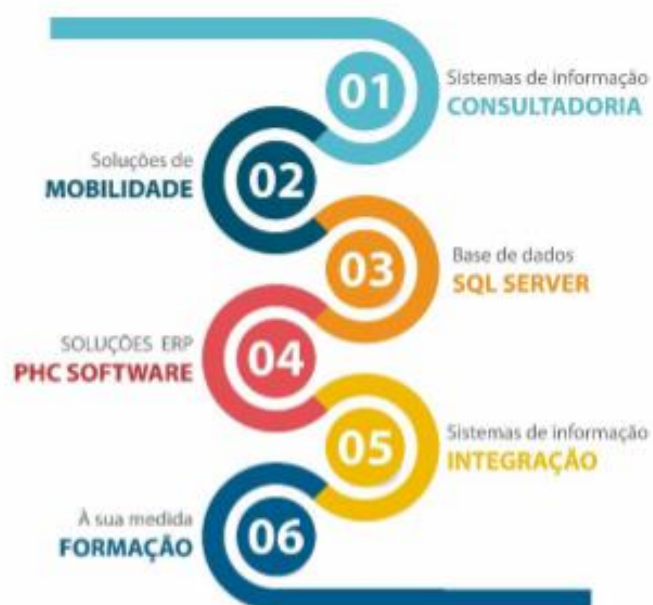 01
Sistemas de informação
CONSULTADORIA
Soluções de
MOBILIDADE
02
03
Base de dados
SQL SERVER
SOLUÇÕES ERP
PHC SOFTWARE
04
05
Sistemas de informação
INTEGRAÇÃO
À sua medida
FORMAÇÃO
06